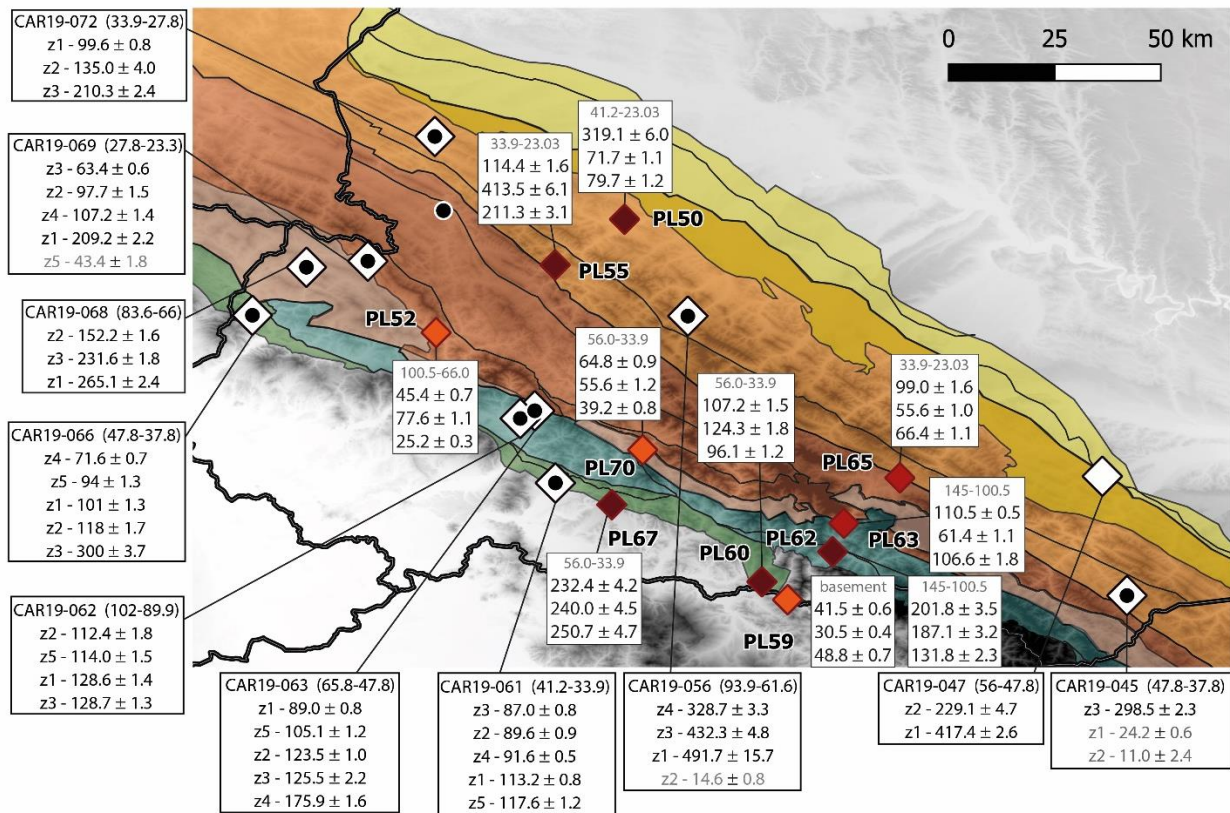 CAR19-072 (33.9-27.8)
z1 - 99.6 ± 0.8
z2 - 135.0 ± 4.0
z3 - 210.3 ± 2.4
CAR19-069 (27.8-23.3)
z3 - 63.4 ± 0.6
z2 - 97.7 ± 1.5
z4 - 107.2 ± 1.4
z1 - 209.2 ± 2.2
z5 - 43.4 ± 1.8
CAR19-068 (83.6-66)
z2 - 152.2 ± 1.6
z3 - 231.6 ± 1.8
z1 - 265.1 ± 2.4
CAR19-066 (47.8-37.8)
z4 - 71.6 ± 0.7
z5 - 94 ± 1.3
z1 - 101 ± 1.3
z2 - 118 ± 1.7
z3 - 300 ± 3.7
CAR19-062 (102-89.9)
z2 - 112.4 ± 1.8
z5 - 114.0 ± 1.5
z1 - 128.6 ± 1.4
z3 - 128.7 ± 1.3
0 25 50 km
41.2-23.03
319.1 ± 6.0
71.7 ± 1.1
79.7 ± 1.2
PL50
33.9-23.03
114.4 ± 1.6
413.5 ± 6.1
211.3 ± 3.1
PL55
PL52
100.5-66.0
45.4 ± 0.7
77.6 ± 1.1
25.2 ± 0.3
56.0-33.9
64.8 ± 0.9
55.6 ± 1.2
39.2 ± 0.8
PL70
56.0-33.9
107.2 ± 1.5
124.3 ± 1.8
96.1 ± 1.2
PL60
33.9-23.03
99.0 ± 1.6
55.6 ± 1.0
66.4 ± 1.1
PL65
145-100.5
110.5 ± 0.5
61.4 ± 1.1
106.6 ± 1.8
PL63
PL62
PL67
56.0-33.9
232.4 ± 4.2
240.0 ± 4.5
250.7 ± 4.7
PL59
basement
41.5 ± 0.6
30.5 ± 0.4
48.8 ± 0.7
145-100.5
201.8 ± 3.5
187.1 ± 3.2
131.8 ± 2.3
CAR19-063 (65.8-47.8)
z1 - 89.0 ± 0.8
z5 - 105.1 ± 1.2
z2 - 123.5 ± 1.0
z3 - 125.5 ± 2.2
z4 - 175.9 ± 1.6
CAR19-061 (41.2-33.9)
z3 - 87.0 ± 0.8
z2 - 89.6 ± 0.9
z4 - 91.6 ± 0.5
z1 - 113.2 ± 0.8
z5 - 117.6 ± 1.2
CAR19-056 (93.9-61.6)
z4 - 328.7 ± 3.3
z3 - 432.3 ± 4.8
z1 - 491.7 ± 15.7
z2 - 14.6 ± 0.8
CAR19-047 (56-47.8)
z2 - 229.1 ± 4.7
z1 - 417.4 ± 2.6
CAR19-045 (47.8-37.8)
z3 - 298.5 ± 2.3
z1 - 24.2 ± 0.6
z2 - 11.0 ± 2.4